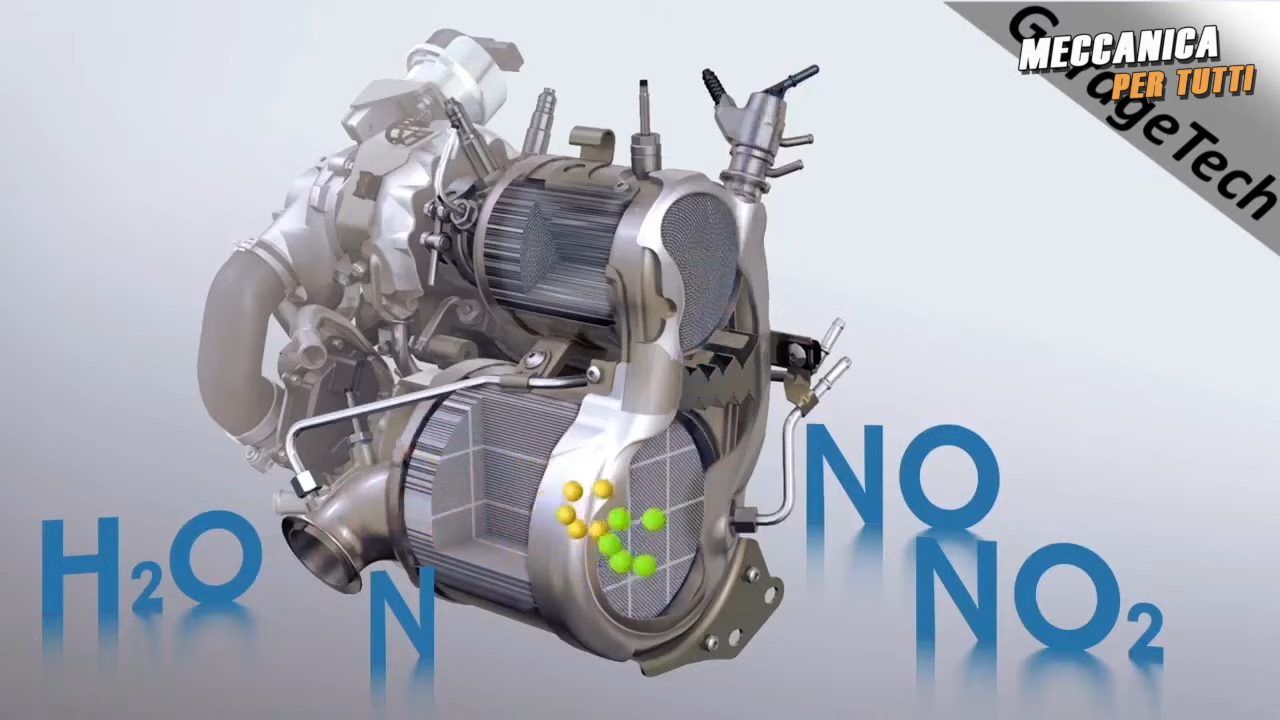 MECCANICA
PER TUTTI
GarageTech
H₂O
N
NO
NO₂